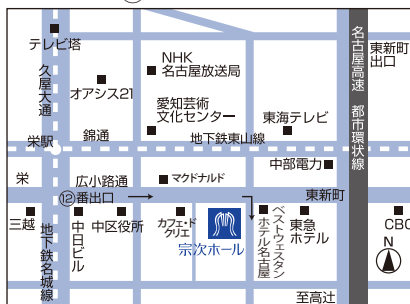 テレビ塔
久屋大通
NHK
名古屋放送局
オアシス21
愛知芸術
文化センター
東海テレビ
名古屋高速 都市環状線
東新町
出口
栄駅
錦通
地下鉄東山線
中部電力
栄
広小路通
マクドナルド
東新町
⑫番出口
三越
地下鉄名城線
中日ビル
中区役所
カフェ・ド
クリエ
宗次ホール
ベストウェスタン
ホテル名古屋
東急
ホテル
CBC
N
至高辻